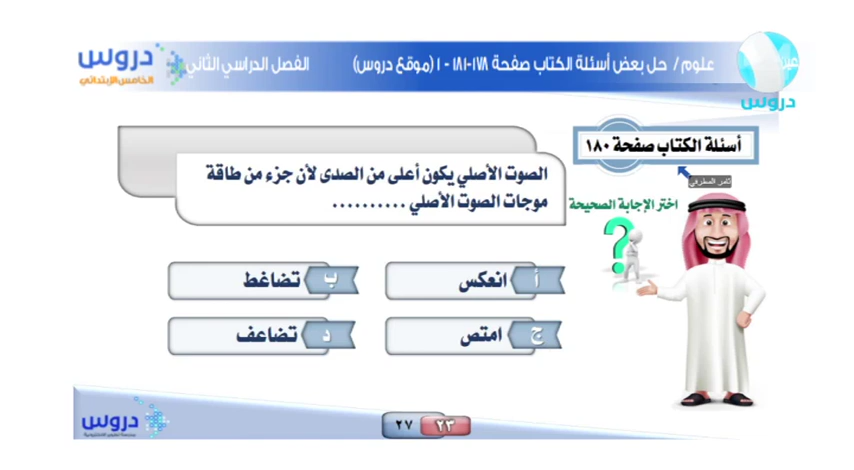 علوم / حل بعض أسئلة الكتاب صفحة ١٧٨-١٨١ - ١ (موقع دروس)
الفصل الدراسي الثاني
دروس
الخامس الابتدائي
دروس
أسئلة الكتاب صفحة ١٨٠
ثامر المطرفي
اختر الإجابة الصحيحة
الصوت الأصلي يكون أعلى من الصدى لأن جزء من طاقة
موجات الصوت الأصلي ..........
أ انعكس
ب تضاغط
ج امتص
د تضاعف
٢٣
٢٧
دروس